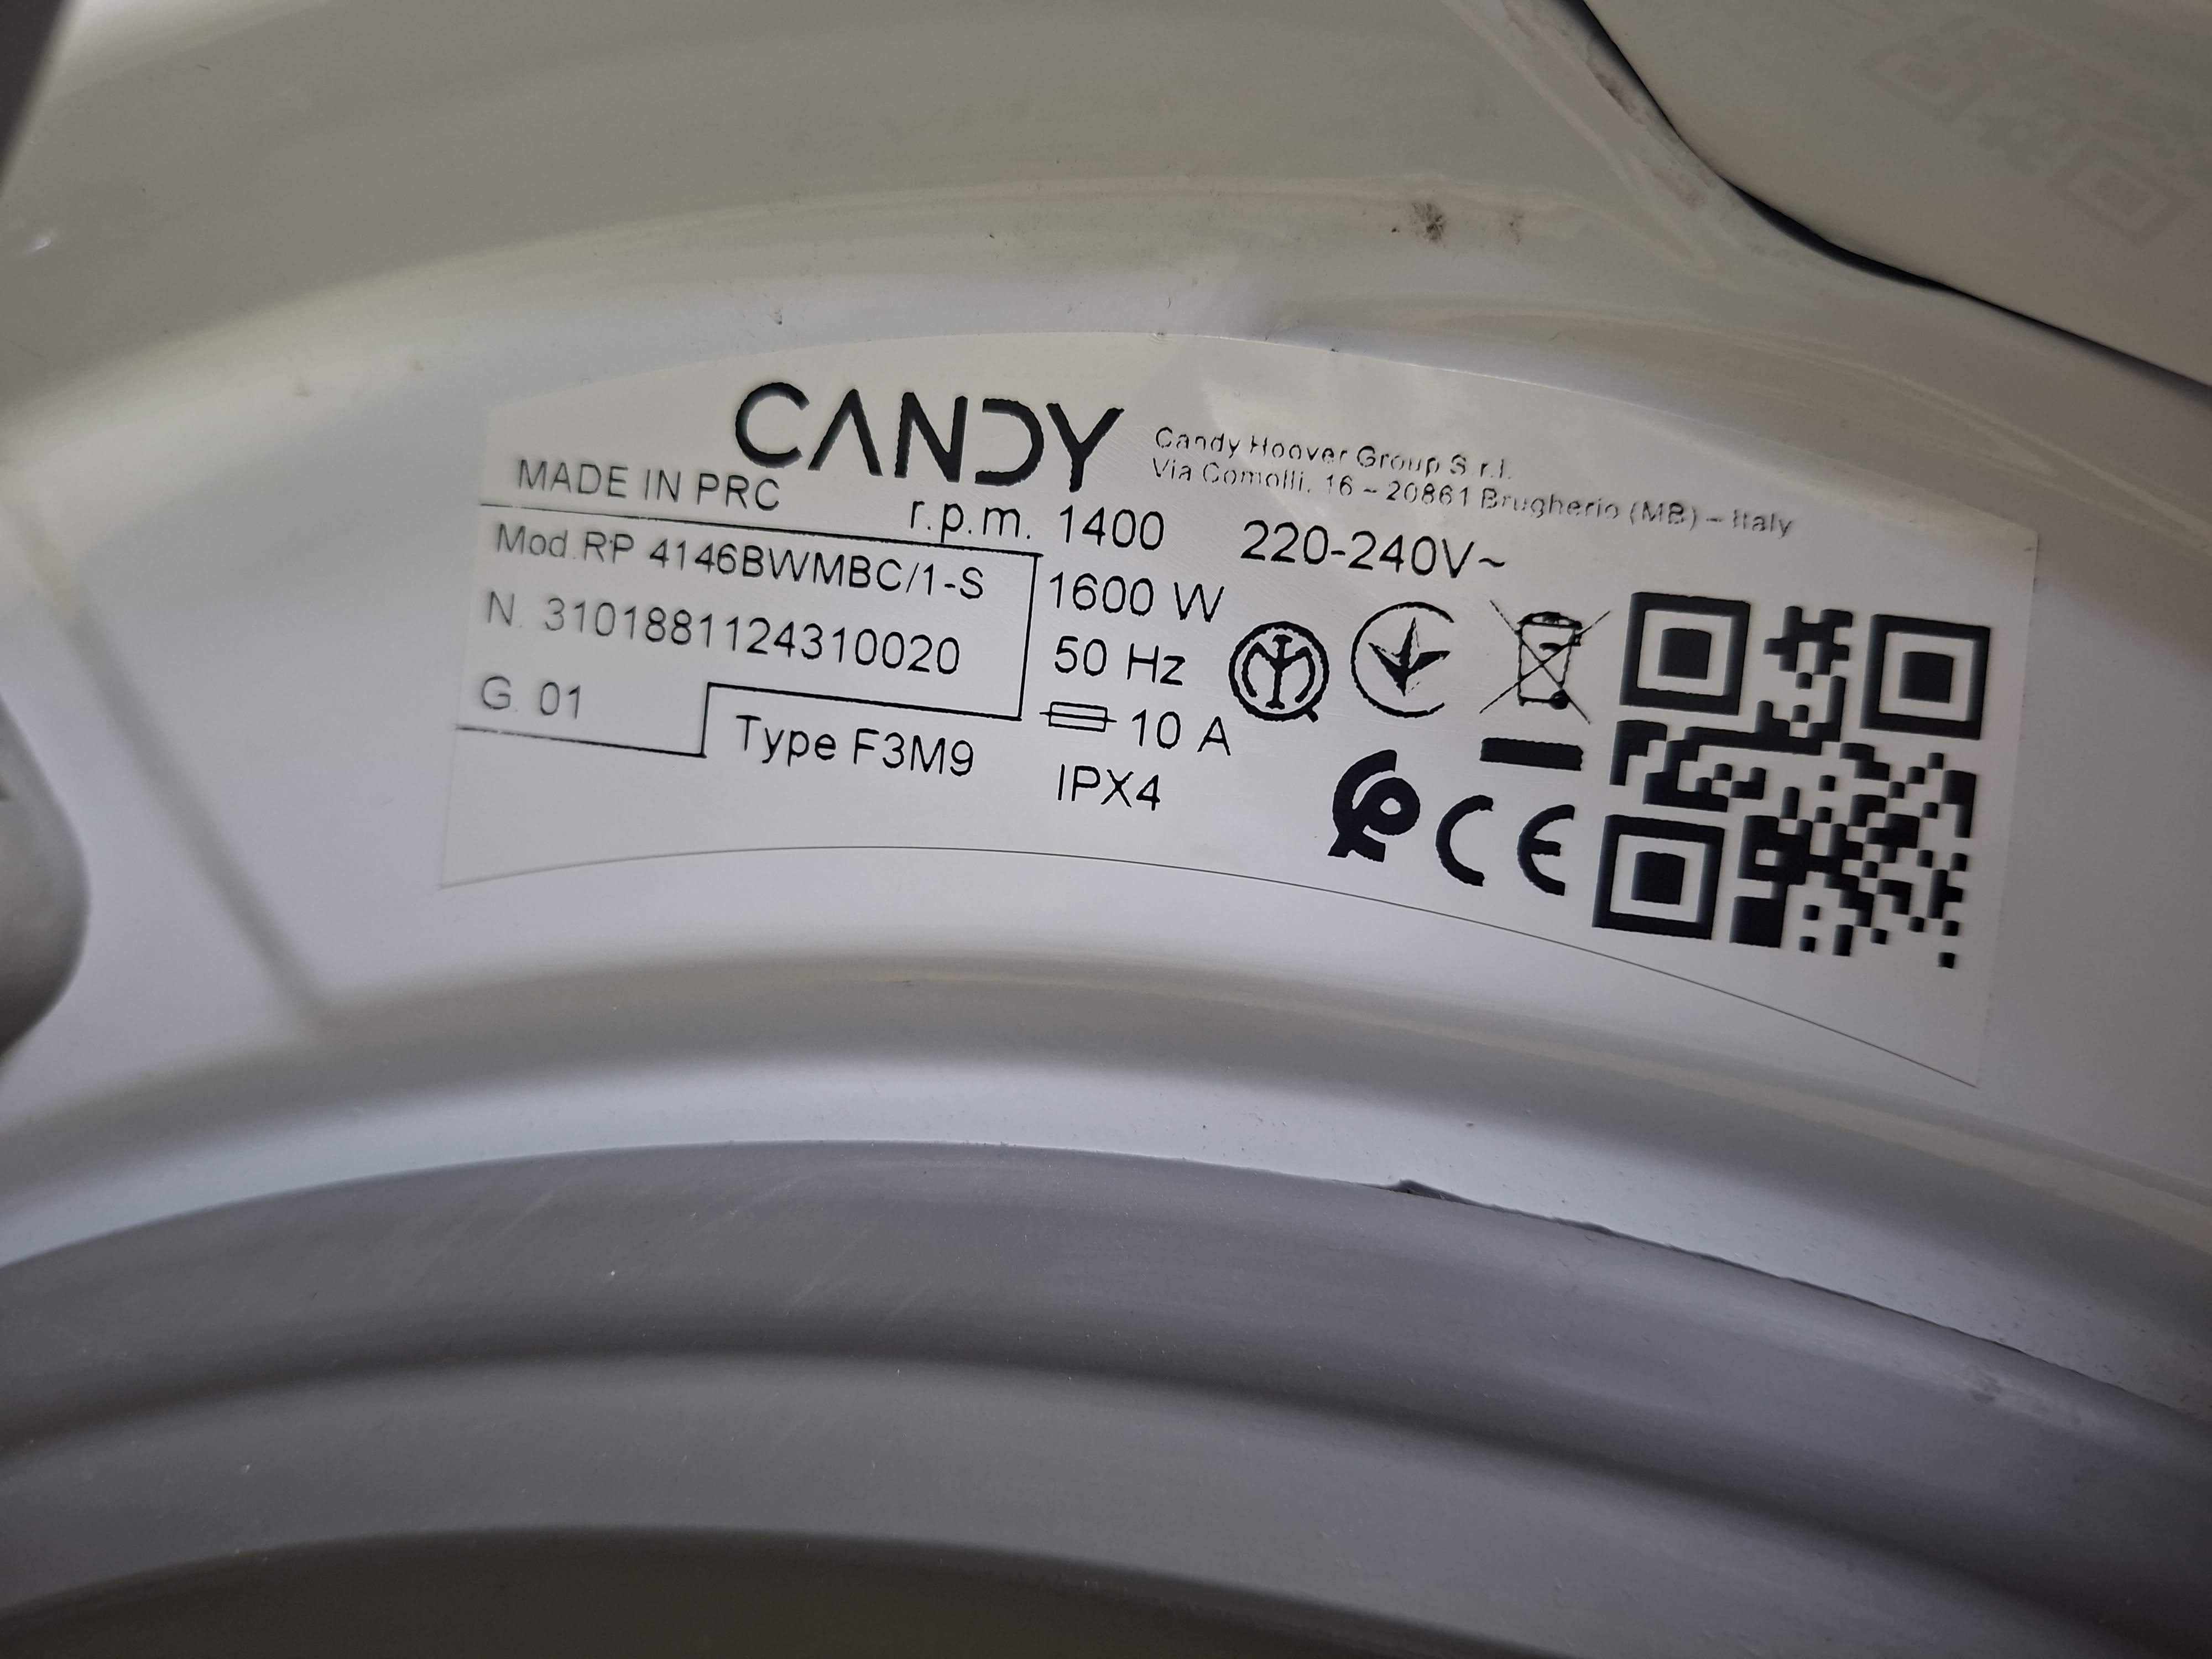 CANDY
Candy Hoover Group S.r.l.
Via Comolli, 16 - 20861 Brugherio (MB) - Italy
MADE IN PRC
r.p.m. 1400
220-240V~
Mod.RP 4146BWMBC/1-S
1600 W
N. 3101881124310020
50 Hz
G. 01
10 A
Type F3M9
IPX4
CE